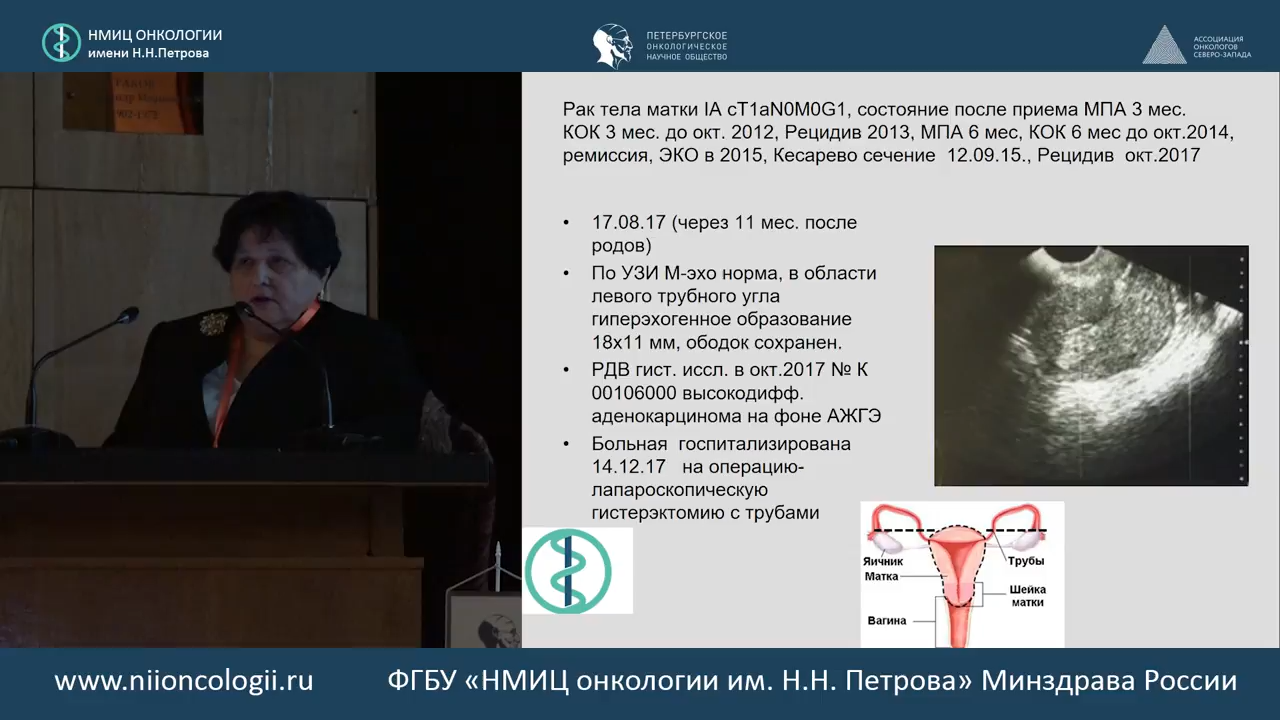 НМИЦ ОНКОЛОГИИ
имени Н.Н.Петрова
ПЕТЕРБУРГСКОЕ
ОНКОЛОГИЧЕСКОЕ
НАУЧНОЕ ОБЩЕСТВО
АССОЦИАЦИЯ
ОНКОЛОГОВ
СЕВЕРО-ЗАПАДА
Рак тела матки IA cT1aN0M0G1, состояние после приема МПА 3 мес.
КОК 3 мес. до окт. 2012, Рецидив 2013, МПА 6 мес, КОК 6 мес до окт.2014,
ремиссия, ЭКО в 2015, Кесарево сечение 12.09.15., Рецидив окт.2017
• 17.08.17 (через 11 мес. после
родов)
• По УЗИ М-эхо норма, в области
левого трубного угла
гиперэхогенное образование
18х11 мм, ободок сохранен.
• РДВ гист. иссл. в окт.2017 № К
00106000 высокодифф.
аденокарцинома на фоне АЖГЭ
• Больная госпитализирована
14.12.17 на операцию-
лапароскопическую
гистерэктомию с трубами
Яичник
Трубы
Матка
Шейка
матки
Вагина
www.niioncologii.ru
ФГБУ «НМИЦ онкологии им. Н.Н. Петрова» Минздрава России